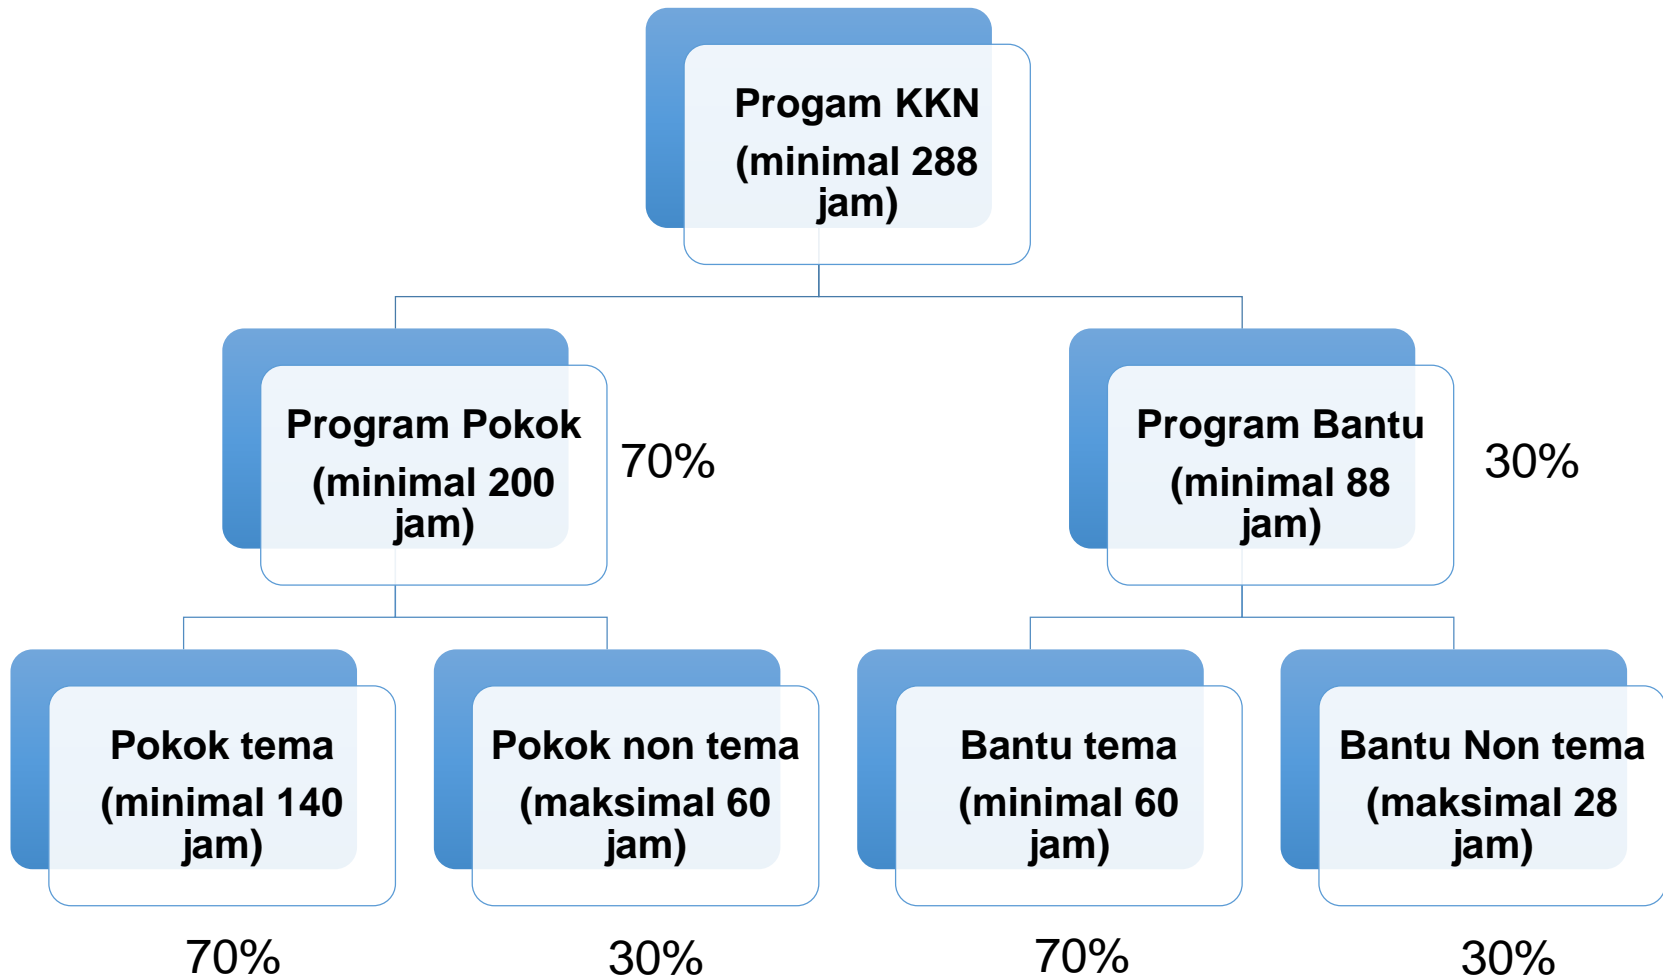 Progam KKN
(minimal 288
jam)
Program Pokok
(minimal 200
jam)
70%
Program Bantu
(minimal 88
jam)
30%
Pokok tema
(minimal 140
jam)
Pokok non tema
(maksimal 60
jam)
Bantu tema
(minimal 60
jam)
Bantu Non tema
(maksimal 28
jam)
70%
30%
70%
30%